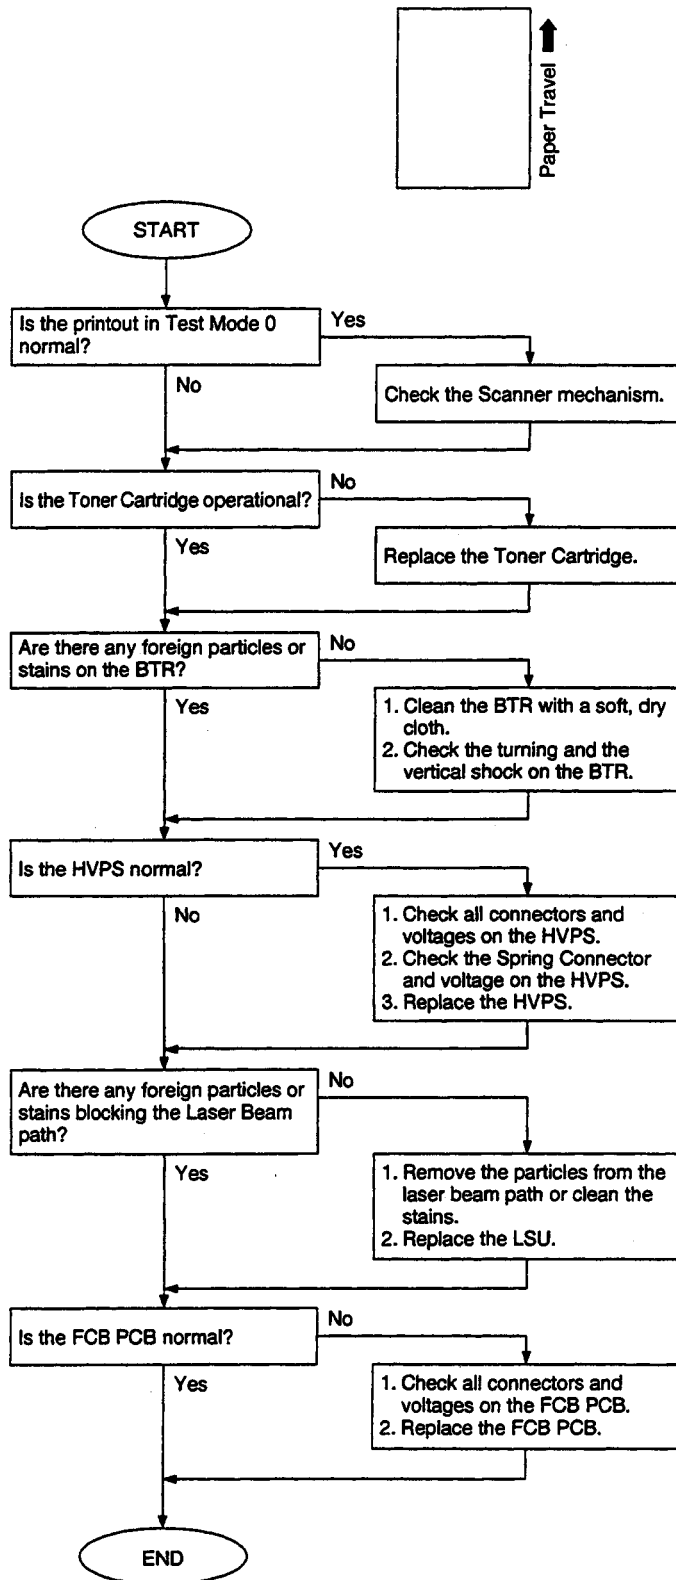 Paper Travel
START
Is the printout in Test Mode 0
normal?
Yes
No
Check the Scanner mechanism.
Is the Toner Cartridge operational?
No
Yes
Replace the Toner Cartridge.
Are there any foreign particles or
stains on the BTR?
No
Yes
1. Clean the BTR with a soft, dry
cloth.
2. Check the turning and the
vertical shock on the BTR.
Is the HVPS normal?
Yes
No
1. Check all connectors and
voltages on the HVPS.
2. Check the Spring Connector
and voltage on the HVPS.
3. Replace the HVPS.
Are there any foreign particles or
stains blocking the Laser Beam
path?
No
Yes
1. Remove the particles from the
laser beam path or clean the
stains.
2. Replace the LSU.
Is the FCB PCB normal?
No
Yes
1. Check all connectors and
voltages on the FCB PCB.
2. Replace the FCB PCB.
END